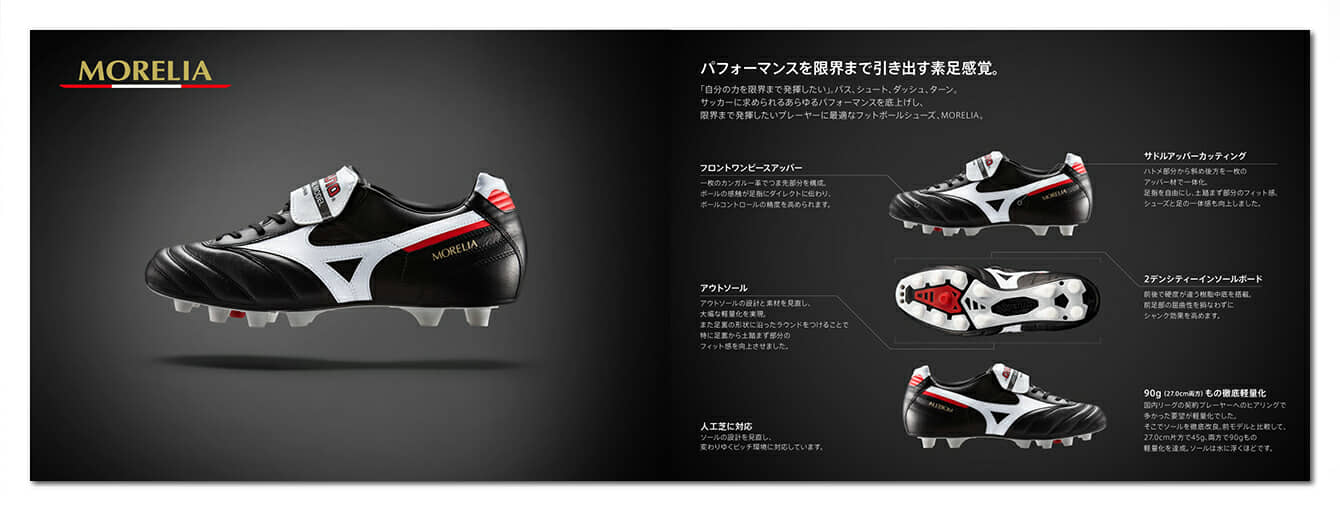 MORELIA
MORELIA
パフォーマンスを限界まで引き出す素足感覚。
「自分の力を限界まで発揮したい」。パス、シュート、ダッシュ、ターン。
サッカーに求められるあらゆるパフォーマンスを底上げし、
限界まで発揮したいプレーヤーに最適なフットボールシューズ、MORELIA。
フロントワンピースアッパー
一枚のカンガルー革でつま先部分を構成。
ボールの感触が足指にダイレクトに伝わり、
ボールコントロールの精度を高められます。
サドルアッパーカッティング
ハトメ部分から斜め後方を一枚の
アッパー材で一体化。
足指を自由にし、土踏まず部分のフィット感、
シューズと足の一体感も向上しました。
MORELIA
アウトソール
アウトソールの設計と素材を見直し、
大幅な軽量化を実現。
また足裏の形状に沿ったラウンドをつけることで
特に足裏から土踏まず部分の
フィット感を向上させました。
2デンシティーインソールボード
前後で硬度が違う樹脂中底を搭載。
前足部の屈曲性を損なわずに
シャンク効果を高めます。
人工芝に対応
ソールの設計を見直し、
変わりゆくピッチ環境に対応しています。
90g (27.0cm両方) もの徹底軽量化
国内リーグの契約プレーヤーへのヒアリングで
多かった要望が軽量化でした。
そこでソールを徹底改良。前モデルと比較して、
27.0cm片方で45g、両方で90gもの
軽量化を達成。ソールは水に浮くほどです。